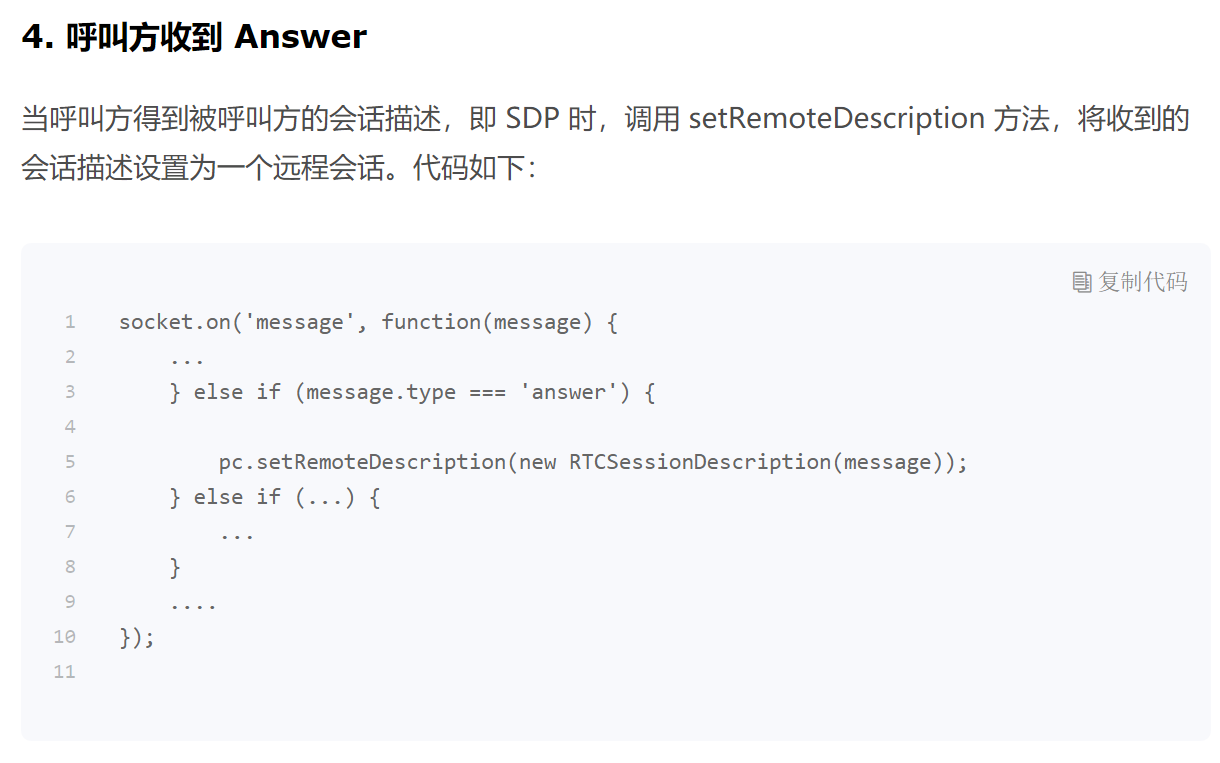 4. 呼叫方收到 Answer
当呼叫方得到被呼叫方的会话描述，即 SDP 时，调用 setRemoteDescription 方法，将收到的
会话描述设置为一个远程会话。代码如下：
复制代码
1 socket.on('message', function(message) {
2 ...
3 } else if (message.type === 'answer') {
4
5 pc.setRemoteDescription(new RTCSessionDescription(message));
6 } else if (...) {
7 ...
8 }
9 ....
10 });
11